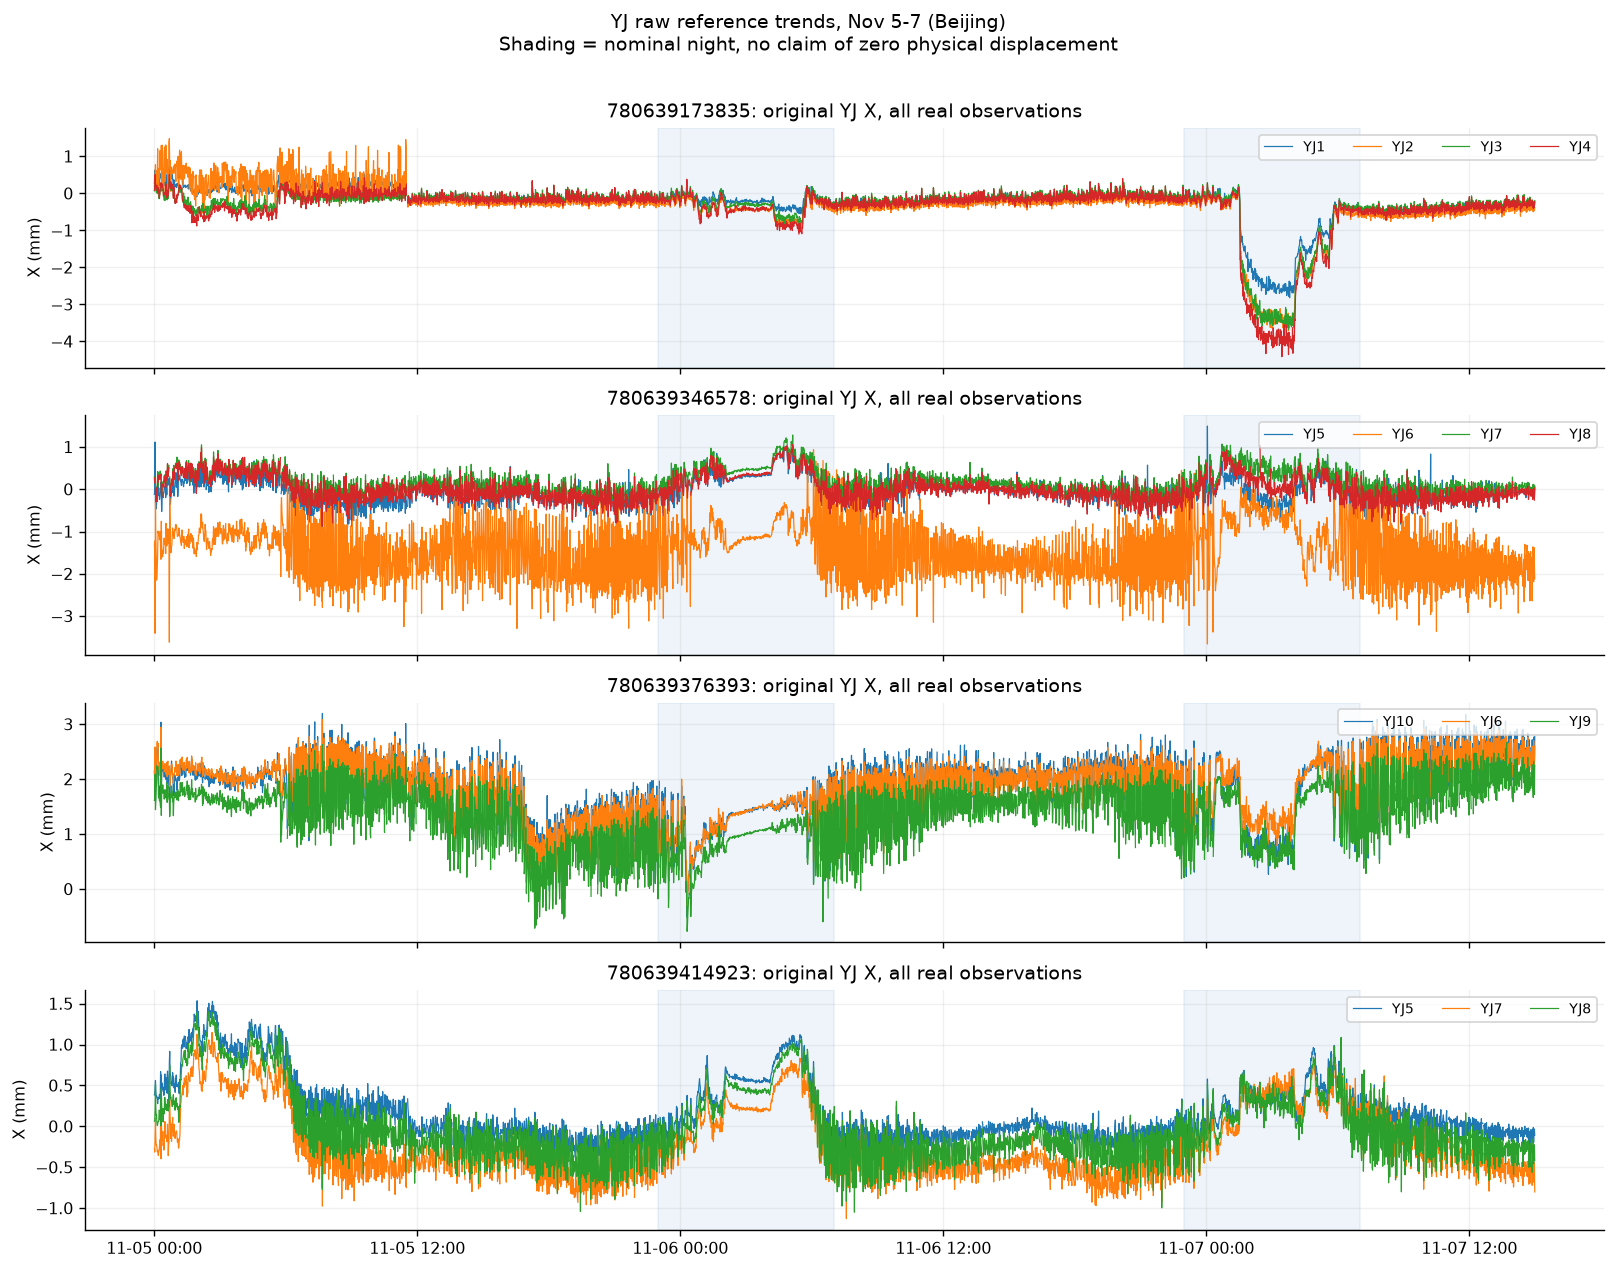 YJ raw reference trends, Nov 5-7 (Beijing)
Shading = nominal night, no claim of zero physical displacement
780639173835: original YJ X, all real observations
YJ1 YJ2 YJ3 YJ4
X (mm)
1
0
−1
−2
−3
−4
780639346578: original YJ X, all real observations
YJ5 YJ6 YJ7 YJ8
X (mm)
1
0
−1
−2
−3
780639376393: original YJ X, all real observations
YJ10 YJ6 YJ9
X (mm)
3
2
1
0
780639414923: original YJ X, all real observations
YJ5 YJ7 YJ8
X (mm)
1.5
1.0
0.5
0.0
−0.5
−1.0
11-05 00:00 11-05 12:00 11-06 00:00 11-06 12:00 11-07 00:00 11-07 12:00